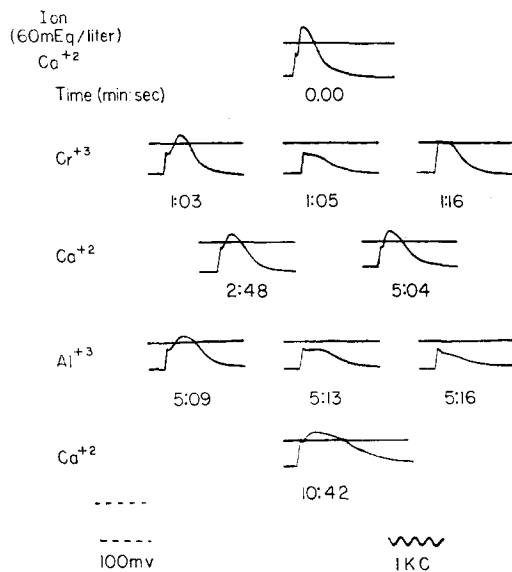 Ion
(60mEq/liter)
Ca+2
Time (min:sec) 0.00
Cr+3
1:03 1:05 1:16
Ca+2
2:48 5:04
Al+3
5:09 5:13 5:16
Ca+2
10:42
100mv 1KC